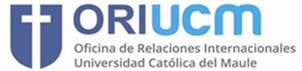 ORIUCM
Oficina de Relaciones Internacionales
Universidad Católica del Maule